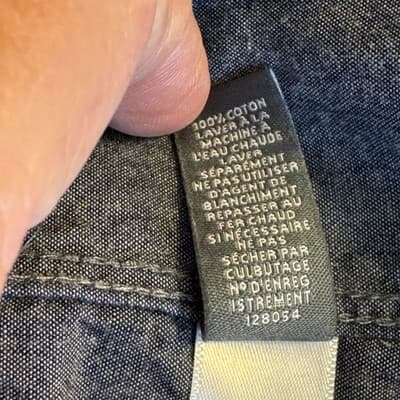 100% COTON
LAVER À LA
MACHINE À
L'EAU CHAUDE
LAVER
SÉPARÉMENT
NE PAS UTILISER
D'AGENT DE
BLANCHIMENT
REPASSER AU
FER CHAUD
SI NÉCESSAIRE
NE PAS
SÉCHER PAR
CULBUTAGE
Nº D'ENREG
ISTREMENT
128054